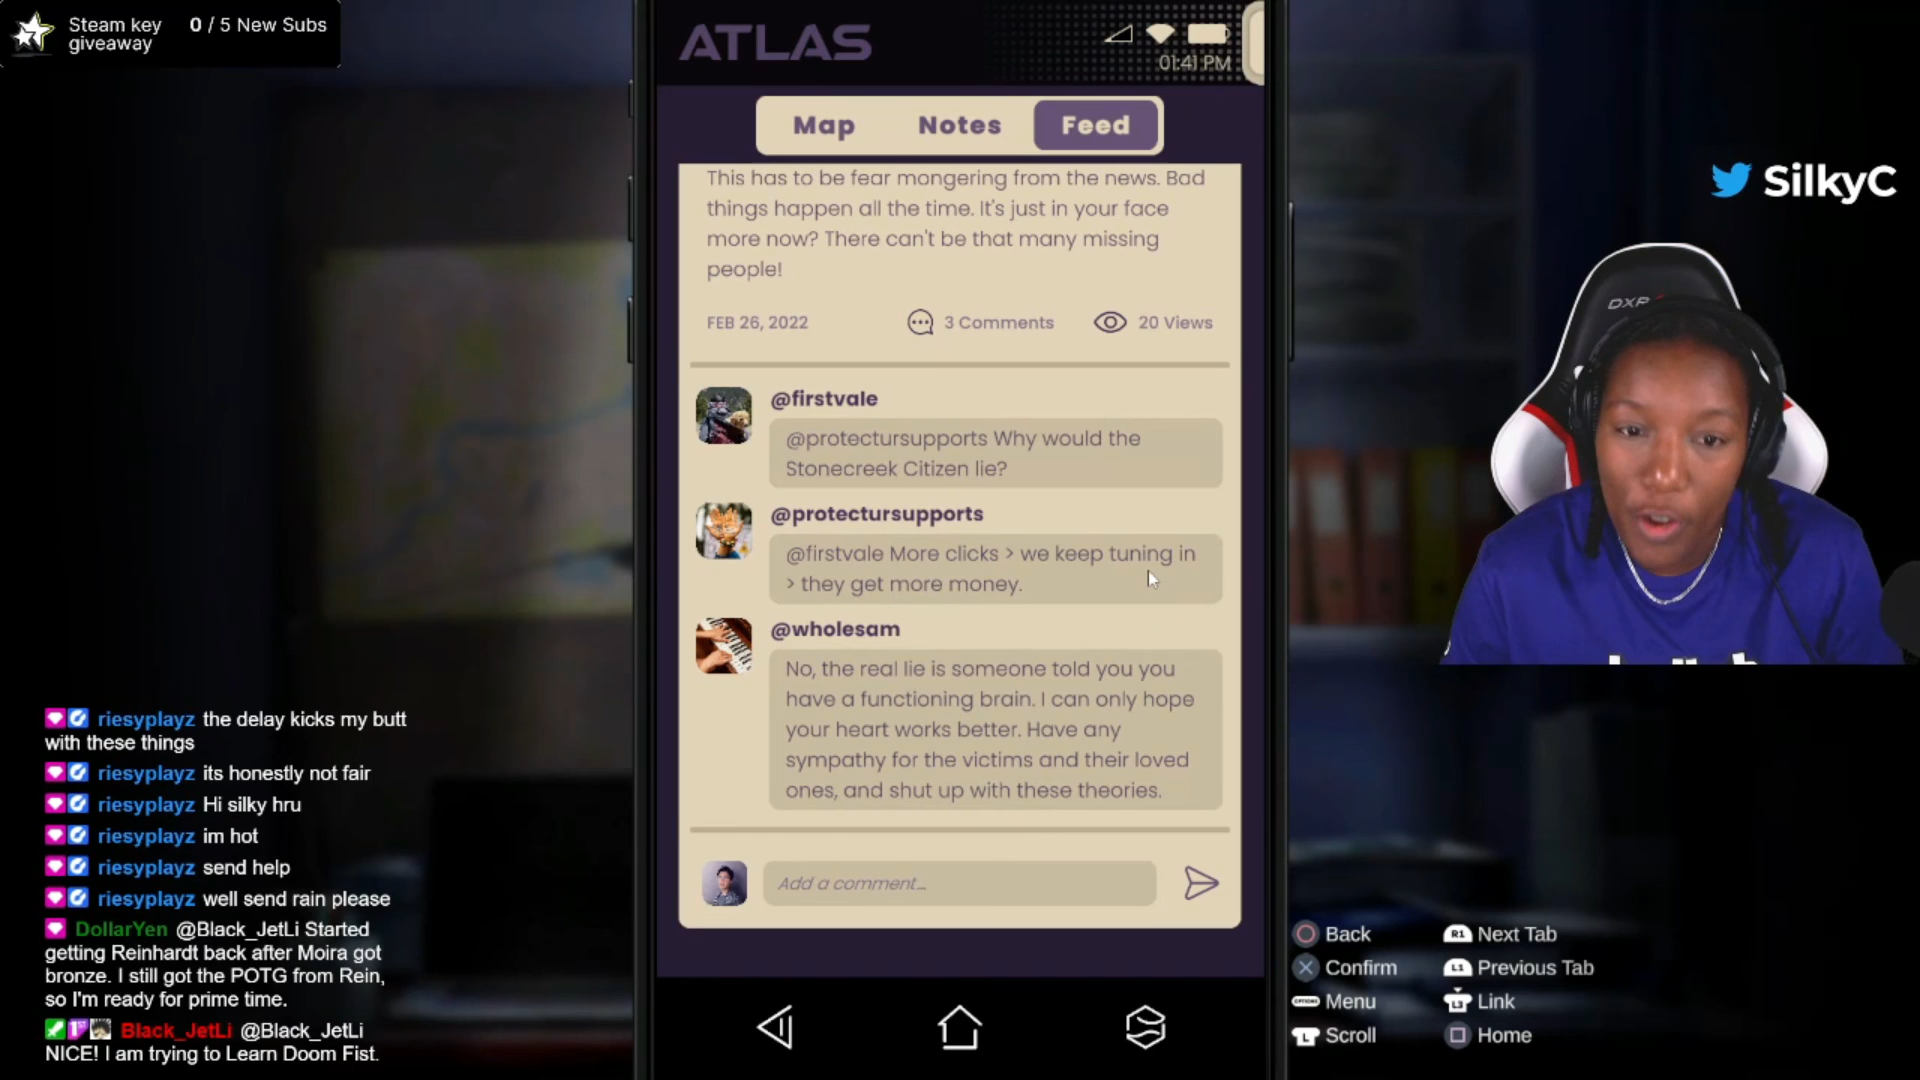 Steam key
giveaway
0 / 5 New Subs
ATLAS
01:41 PM
Map
Notes
Feed
SilkyC
This has to be fear mongering from the news. Bad
things happen all the time. It's just in your face
more now? There can't be that many missing
people!
FEB 26, 2022
3 Comments
20 Views
DXR
@firstvale
@protectursupports Why would the
Stonecreek Citizen lie?
@protectursupports
@firstvale More clicks > we keep tuning in
> they get more money.
@wholesam
No, the real lie is someone told you you
have a functioning brain. I can only hope
your heart works better. Have any
sympathy for the victims and their loved
ones, and shut up with these theories.
Add a comment...
riesyplayz the delay kicks my butt
with these things
riesyplayz its honestly not fair
riesyplayz Hi silky hru
riesyplayz im hot
riesyplayz send help
riesyplayz well send rain please
DollarYen @Black_JetLi Started
getting Reinhardt back after Moira got
bronze. I still got the POTG from Rein,
so I'm ready for prime time.
Black_JetLi @Black_JetLi
NICE! I am trying to Learn Doom Fist.
Back
R1 Next Tab
Confirm
L1 Previous Tab
OPTIONS Menu
L3 Link
L Scroll
Home